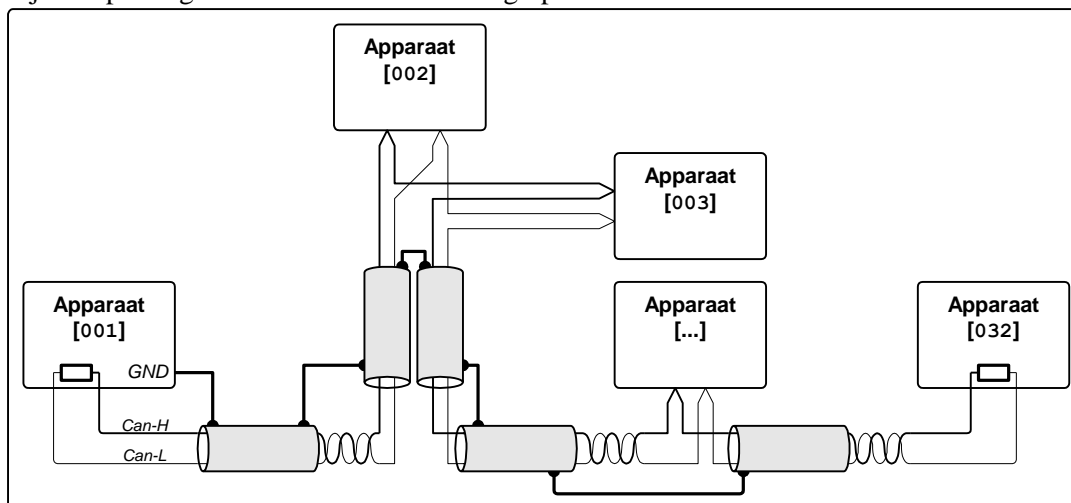 Apparaat
[002]
Apparaat
[003]
Apparaat
[001]
GND
Can-H
Can-L
Apparaat
[...]
Apparaat
[032]